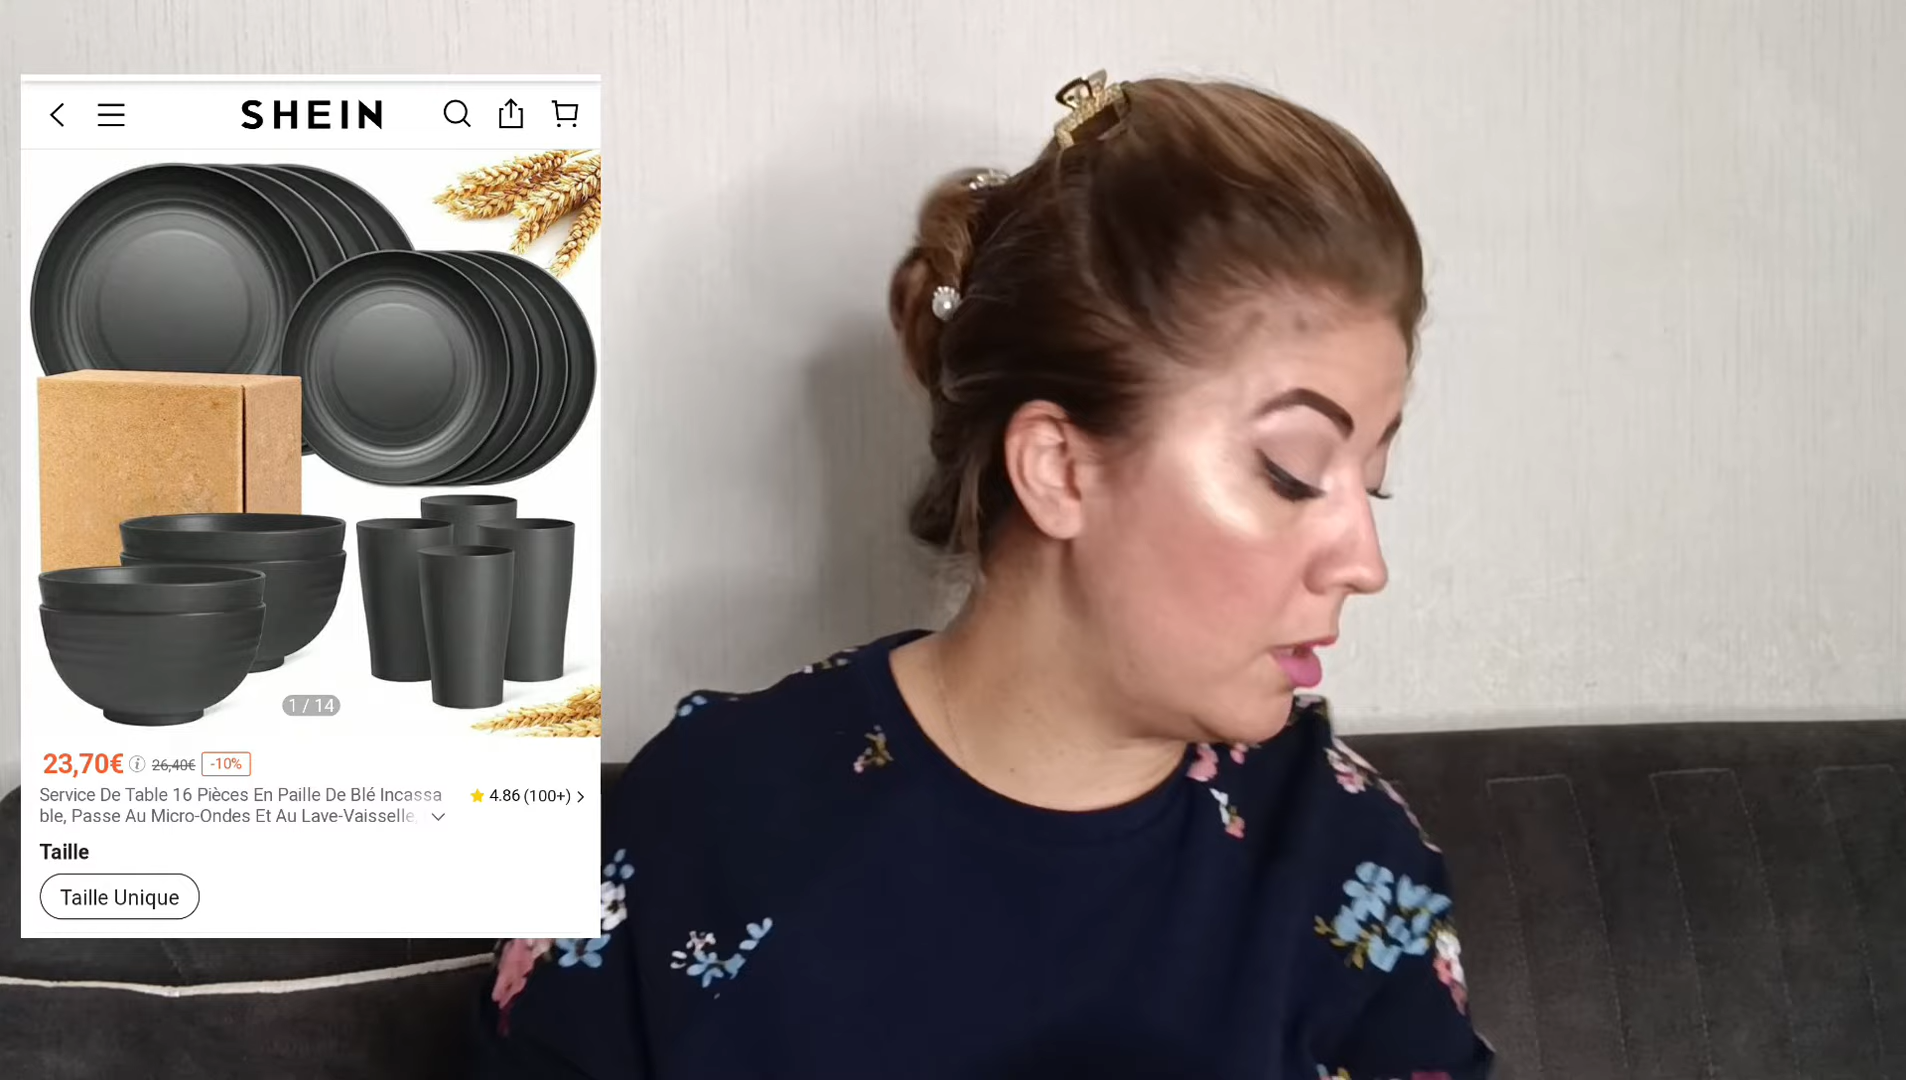 SHEIN
1 / 14
23,70€ 26,40€ -10%
Service De Table 16 Pièces En Paille De Blé Incassa
ble, Passe Au Micro-Ondes Et Au Lave-Vaisselle,
4.86 (100+)
Taille
Taille Unique